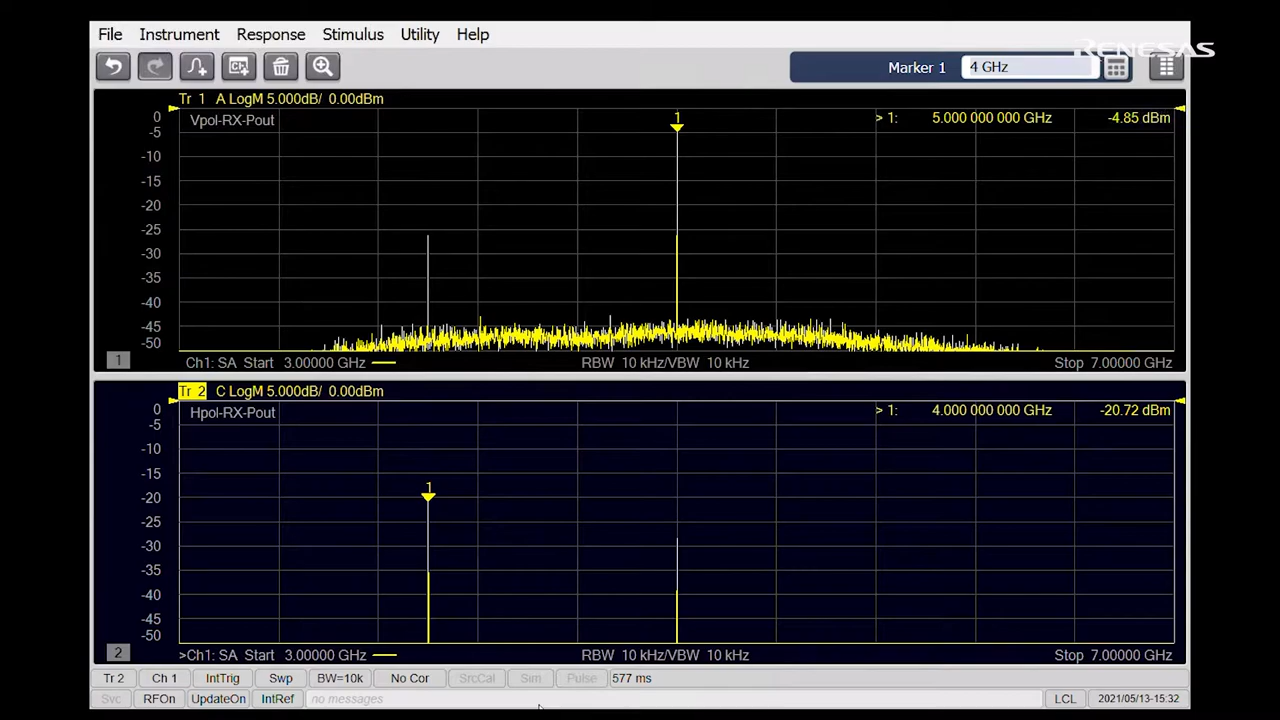 File Instrument Response Stimulus Utility Help
RENESAS
Marker 1 4 GHz
Tr 1 A LogM 5.000dB/ 0.00dBm
Vpol-RX-Pout
1
> 1: 5.000 000 000 GHz -4.85 dBm
0
-5
-10
-15
-20
-25
-30
-35
-40
-45
-50
1 Ch1: SA Start 3.00000 GHz RBW 10 kHz/VBW 10 kHz Stop 7.00000 GHz
Tr 2 C LogM 5.000dB/ 0.00dBm
Hpol-RX-Pout
> 1: 4.000 000 000 GHz -20.72 dBm
1
0
-5
-10
-15
-20
-25
-30
-35
-40
-45
-50
2 >Ch1: SA Start 3.00000 GHz RBW 10 kHz/VBW 10 kHz Stop 7.00000 GHz
Tr 2 Ch 1 IntTrig Swp BW=10k No Cor SrcCal Sim Pulse 577 ms
Svc RFOn UpdateOn IntRef no messages LCL 2021/05/13-15:32